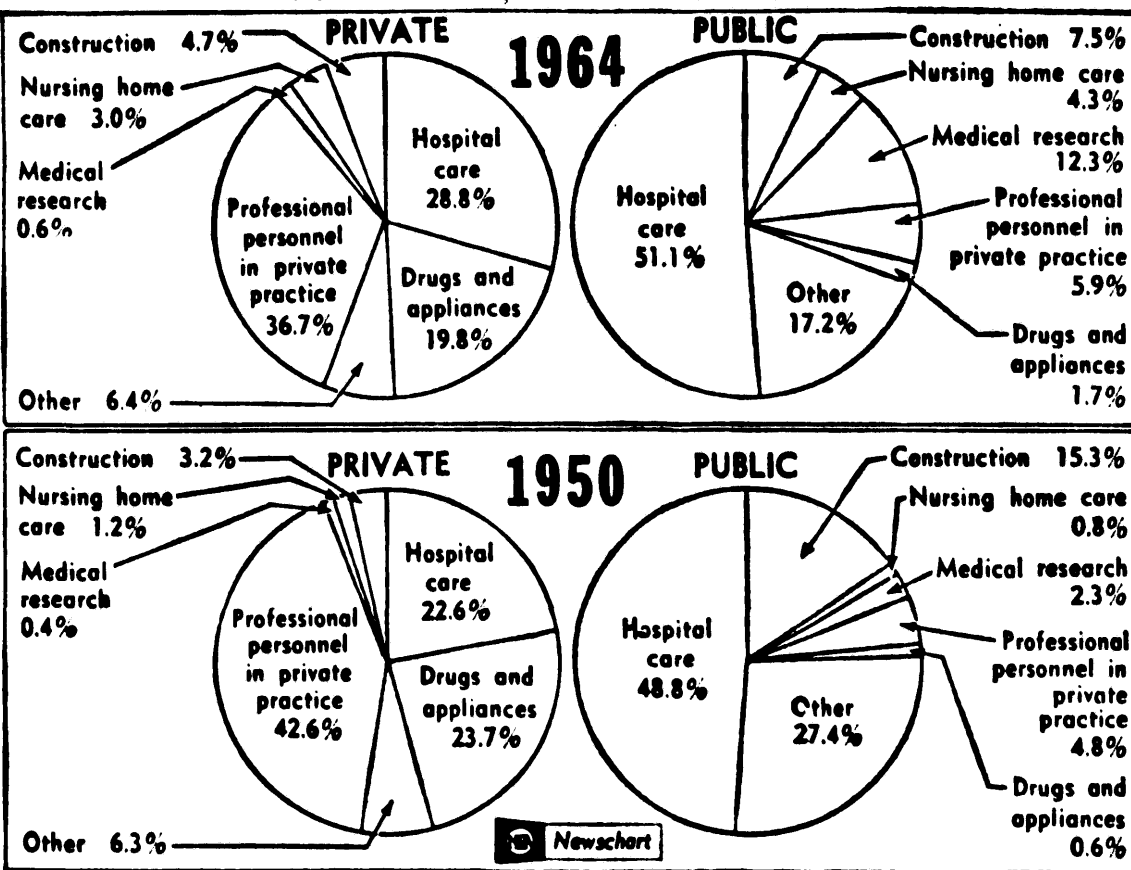 PRIVATE
1964
PUBLIC
Construction 4.7%
Nursing home
care 3.0%
Medical
research
0.6%
Professional
personnel
in private
practice
36.7%
Other 6.4%
Hospital
care
28.8%
Drugs and
appliances
19.8%
Hospital
care
51.1%
Other
17.2%
Construction 7.5%
Nursing home care
4.3%
Medical research
12.3%
Professional
personnel in
private practice
5.9%
Drugs and
appliances
1.7%
PRIVATE
1950
PUBLIC
Construction 3.2%
Nursing home
care 1.2%
Medical
research
0.4%
Professional
personnel
in private
practice
42.6%
Other 6.3%
Hospital
care
22.6%
Drugs and
appliances
23.7%
Hospital
care
48.8%
Other
27.4%
Construction 15.3%
Nursing home care
0.8%
Medical research
2.3%
Professional
personnel in
private
practice
4.8%
Drugs and
appliances
0.6%
Newschart